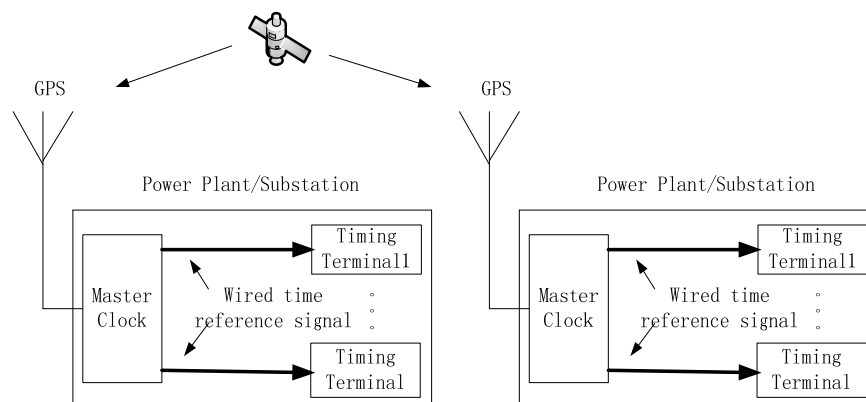 GPS
GPS
Power Plant/Substation
Power Plant/Substation
Master
Clock
Timing
Terminal1
Wired time
reference signal
Timing
Terminal
Master
Clock
Timing
Terminal1
Wired time
reference signal
Timing
Terminal